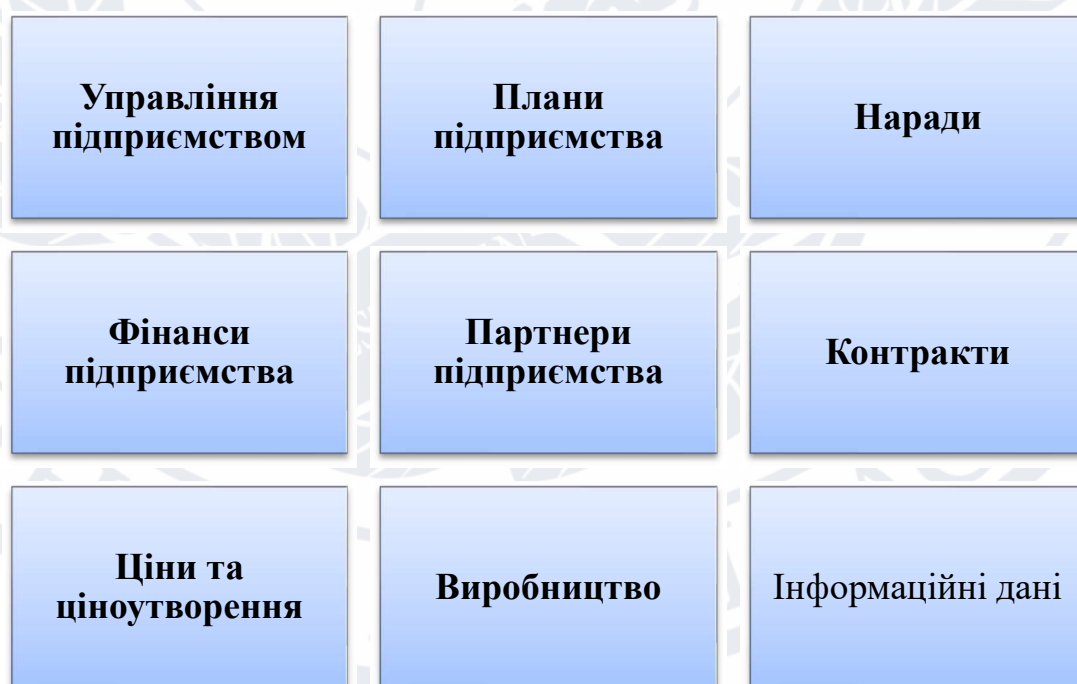 Управління
підприємством
Плани
підприємства
Наради
Фінанси
підприємства
Партнери
підприємства
Контракти
Ціни та
ціноутворення
Виробництво
Інформаційні дані